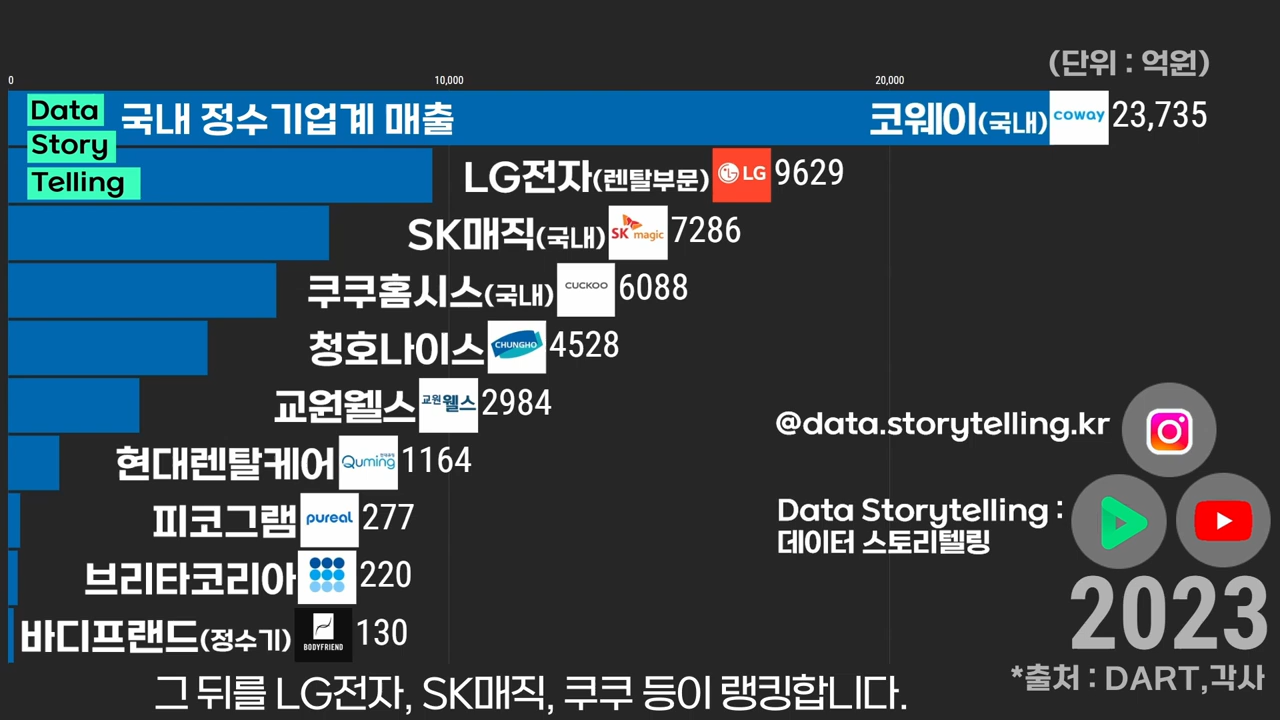 (단위 : 억원)
0 10,000 20,000
Data
Story
Telling
국내 정수기업계 매출
코웨이(국내) coway 23,735
LG전자(렌탈부문) LG 9629
SK매직(국내) SK magic 7286
쿠쿠홈시스(국내) CUCKOO 6088
청호나이스 CHUNGHO 4528
교원웰스 교원웰스 2984
현대렌탈케어 Quming 1164
피코그램 pureal 277
브리타코리아 220
바디프랜드(정수기) BODYFRIEND 130
@data.storytelling.kr
Data Storytelling :
데이터 스토리텔링
2023
*출처 : DART,각사
그 뒤를 LG전자, SK매직, 쿠쿠 등이 랭킹합니다.